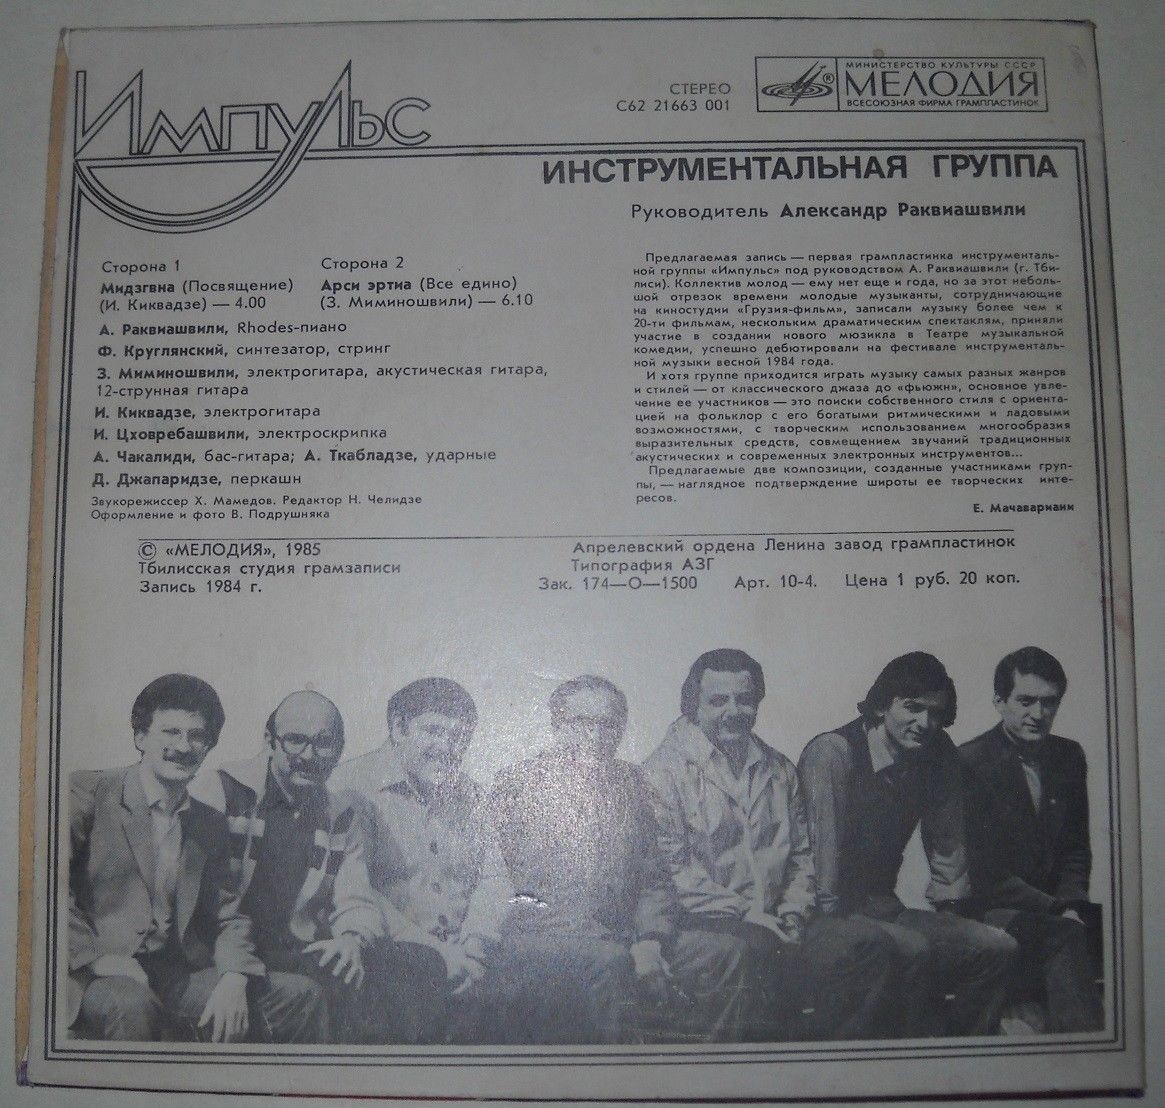 Импульс
СТЕРЕО
С62 21663 001
®
МИНИСТЕРСТВО КУЛЬТУРЫ СССР
МЕЛОДИЯ
ВСЕСОЮЗНАЯ ФИРМА ГРАМПЛАСТИНОК
ИНСТРУМЕНТАЛЬНАЯ ГРУППА
Руководитель Александр Раквиашвили
Сторона 1
Мидзгвна (Посвящение)
(И. Киквадзе) — 4.00
Сторона 2
Арси эртиа (Все едино)
(З. Миминошвили) — 6.10
А. Раквиашвили, Rhodes-пиано
Ф. Круглянский, синтезатор, стринг
З. Миминошвили, электрогитара, акустическая гитара,
12-струнная гитара
И. Киквадзе, электрогитара
И. Цховребашвили, электроскрипка
А. Чакалиди, бас-гитара; А. Ткабладзе, ударные
Д. Джапаридзе, перкашн
Звукорежиссер Х. Мамедов. Редактор Н. Челидзе
Оформление и фото В. Подрушняка
Предлагаемая запись — первая грампластинка инструменталь-
ной группы «Импульс» под руководством А. Раквиашвили (г. Тби-
лиси). Коллектив молод — ему нет еще и года, но за этот неболь-
шой отрезок времени молодые музыканты, сотрудничающие
на киностудии «Грузия-фильм», записали музыку более чем к
20-ти фильмам, нескольким драматическим спектаклям, приняли
участие в создании нового мюзикла в Театре музыкальной
комедии, успешно дебютировали на фестивале инструменталь-
ной музыки весной 1984 года.
И хотя группе приходится играть музыку самых разных жанров
и стилей — от классического джаза до «фьюжн», основное увле-
чение ее участников — это поиски собственного стиля с ориента-
цией на фольклор с его богатыми ритмическими и ладовыми
возможностями, с творческим использованием многообразия
выразительных средств, совмещением звучаний традиционных
акустических и современных электронных инструментов...
Предлагаемые две композиции, созданные участниками груп-
пы, — наглядное подтверждение широты ее творческих инте-
ресов.
Е. Мачавариани
© «МЕЛОДИЯ», 1985
Тбилисская студия грамзаписи
Запись 1984 г.
Апрелевский ордена Ленина завод грампластинок
Типография АЗГ
Зак. 174—О—1500 Арт. 10-4. Цена 1 руб. 20 коп.